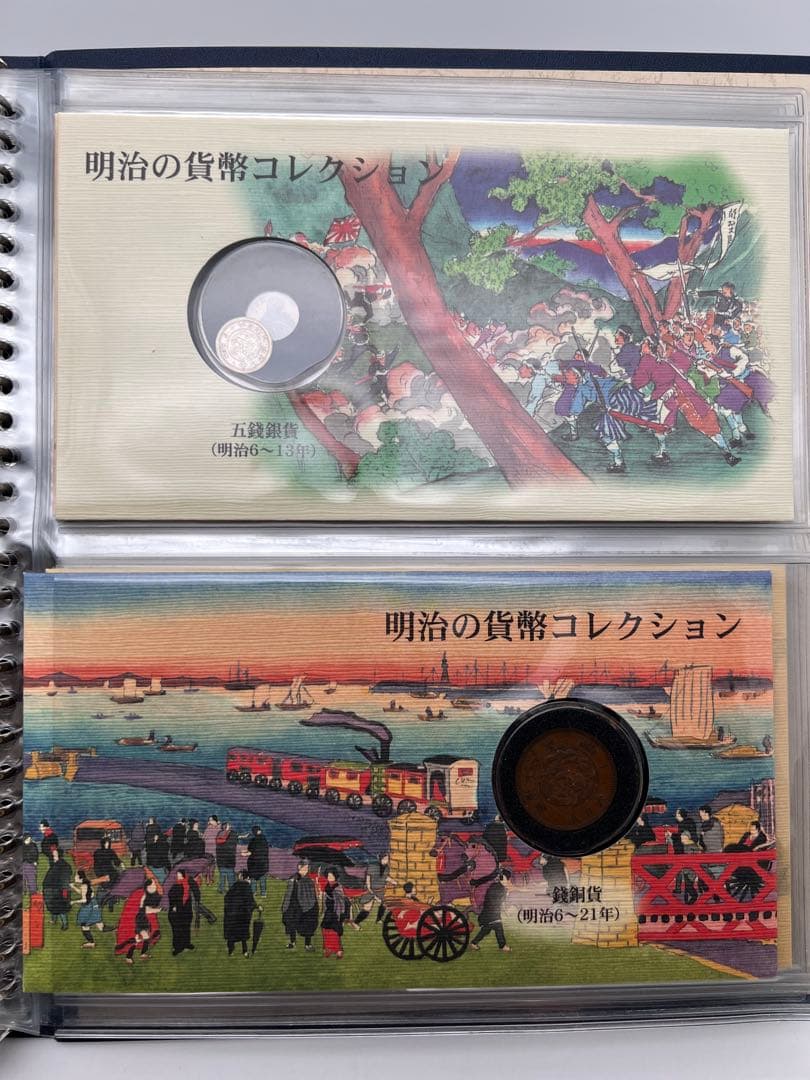 明治の貨幣コレクション
五錢銀貨
(明治6〜13年)
明治の貨幣コレクション
一錢銅貨
(明治6〜21年)